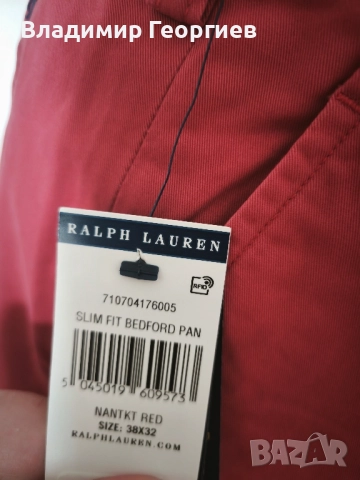 Владимир Георгиев
RALPH LAUREN
RFID
710704176005
SLIM FIT BEDFORD PAN
5 045019 609573
NANTKT RED
SIZE: 38X32
RALPHLAUREN.COM
BAZAR